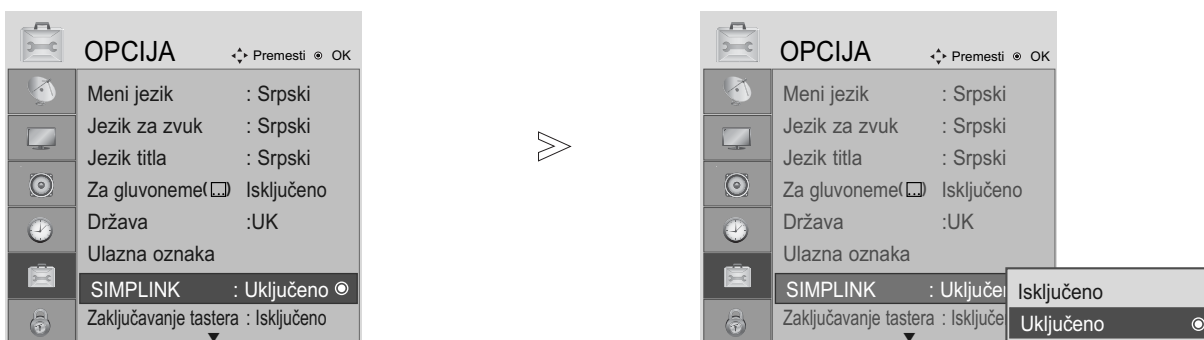 OPCIJA Premesti OK
Meni jezik : Srpski
Jezik za zvuk : Srpski
Jezik titla : Srpski
Za gluvoneme(...) Isključeno
Država :UK
Ulazna oznaka
SIMPLINK : Uključeno
Zaključavanje tastera : Isključeno
OPCIJA Premesti OK
Meni jezik : Srpski
Jezik za zvuk : Srpski
Jezik titla : Srpski
Za gluvoneme(...) Isključeno
Država :UK
Ulazna oznaka
SIMPLINK : Uključe
Zaključavanje tastera : Isključe
Isključeno
Uključeno